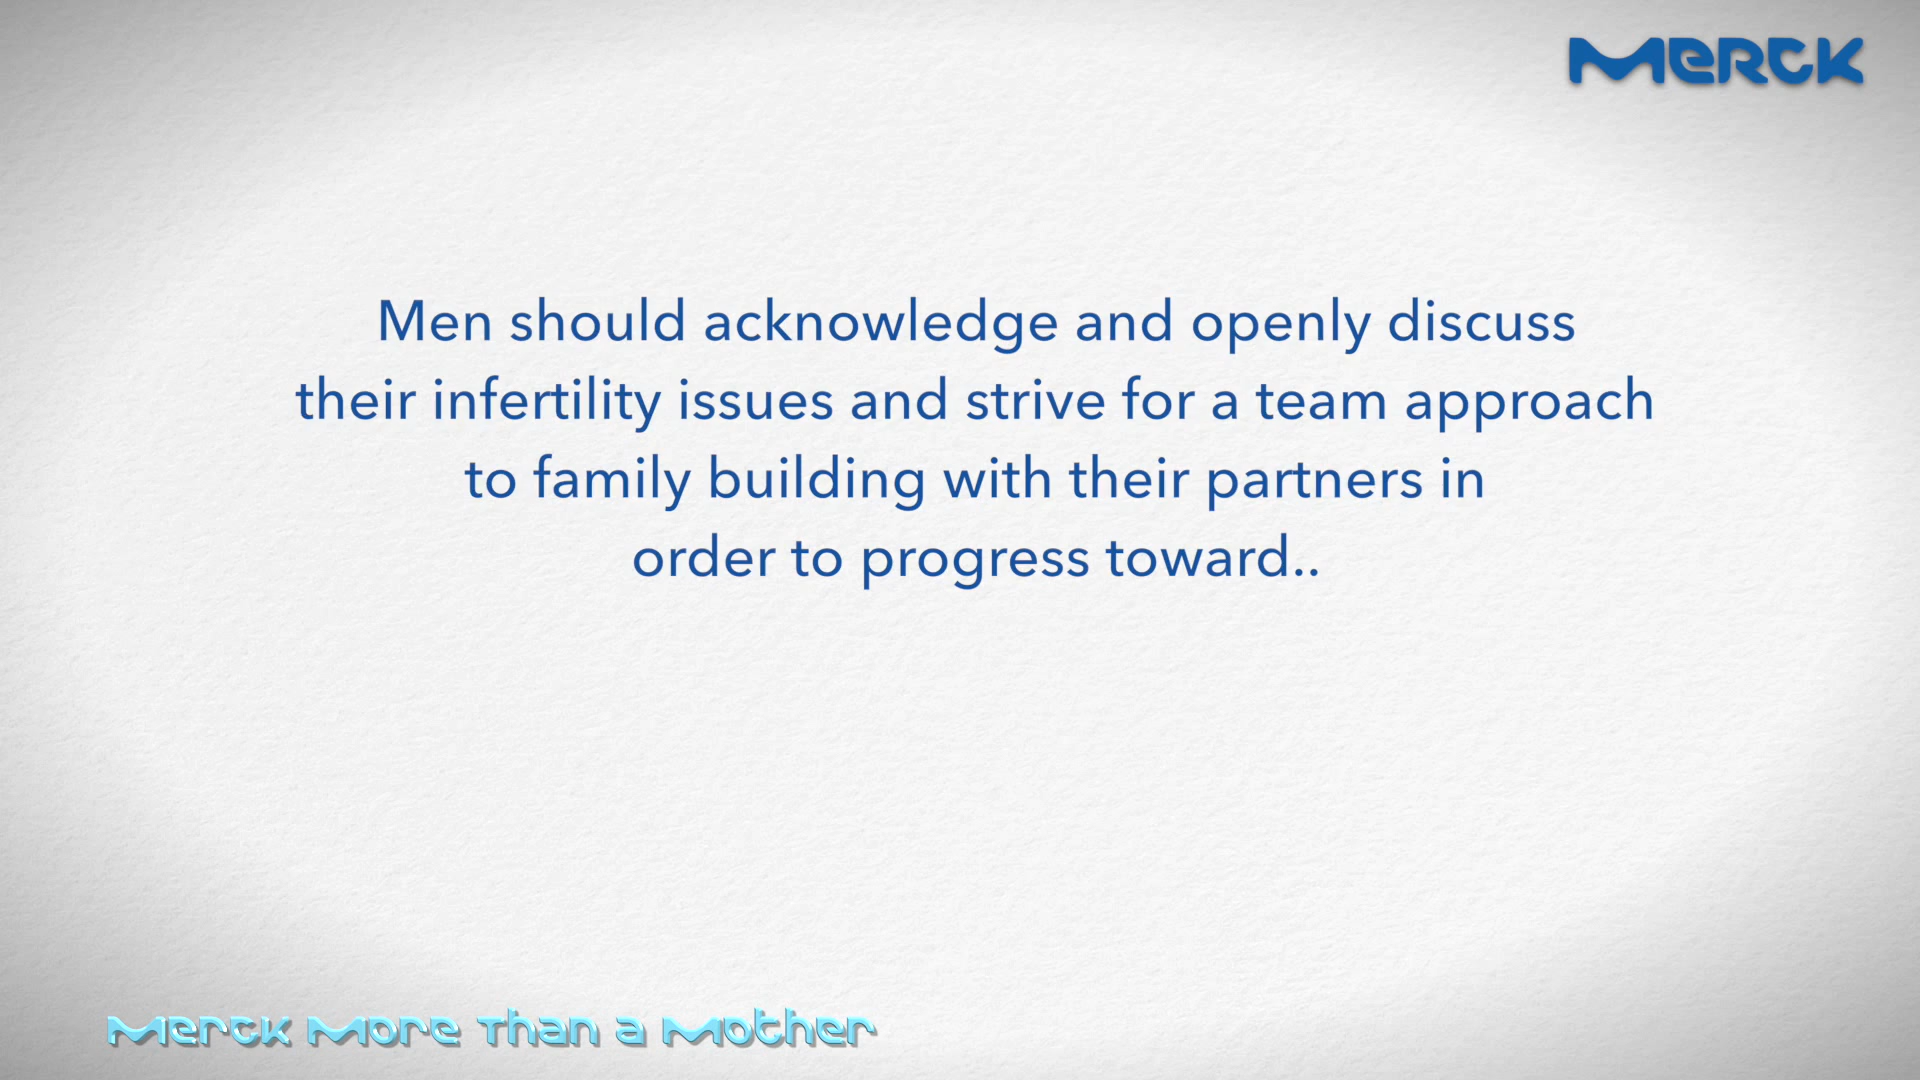 Merck
Men should acknowledge and openly discuss
their infertility issues and strive for a team approach
to family building with their partners in
order to progress toward..
Merck More Than a Mother